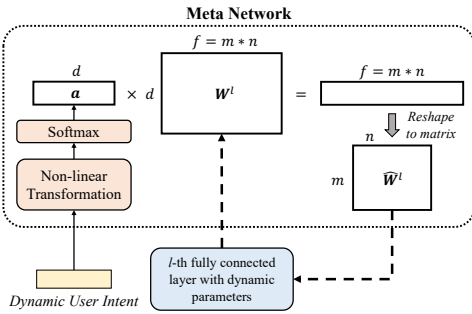 Meta Network
f = m * n
d
a
× d
W^l
=
f = m * n
Softmax
Reshape
to matrix
n
Non-linear
Transformation
m
Ŵ^l
l-th fully connected
layer with dynamic
parameters
Dynamic User Intent